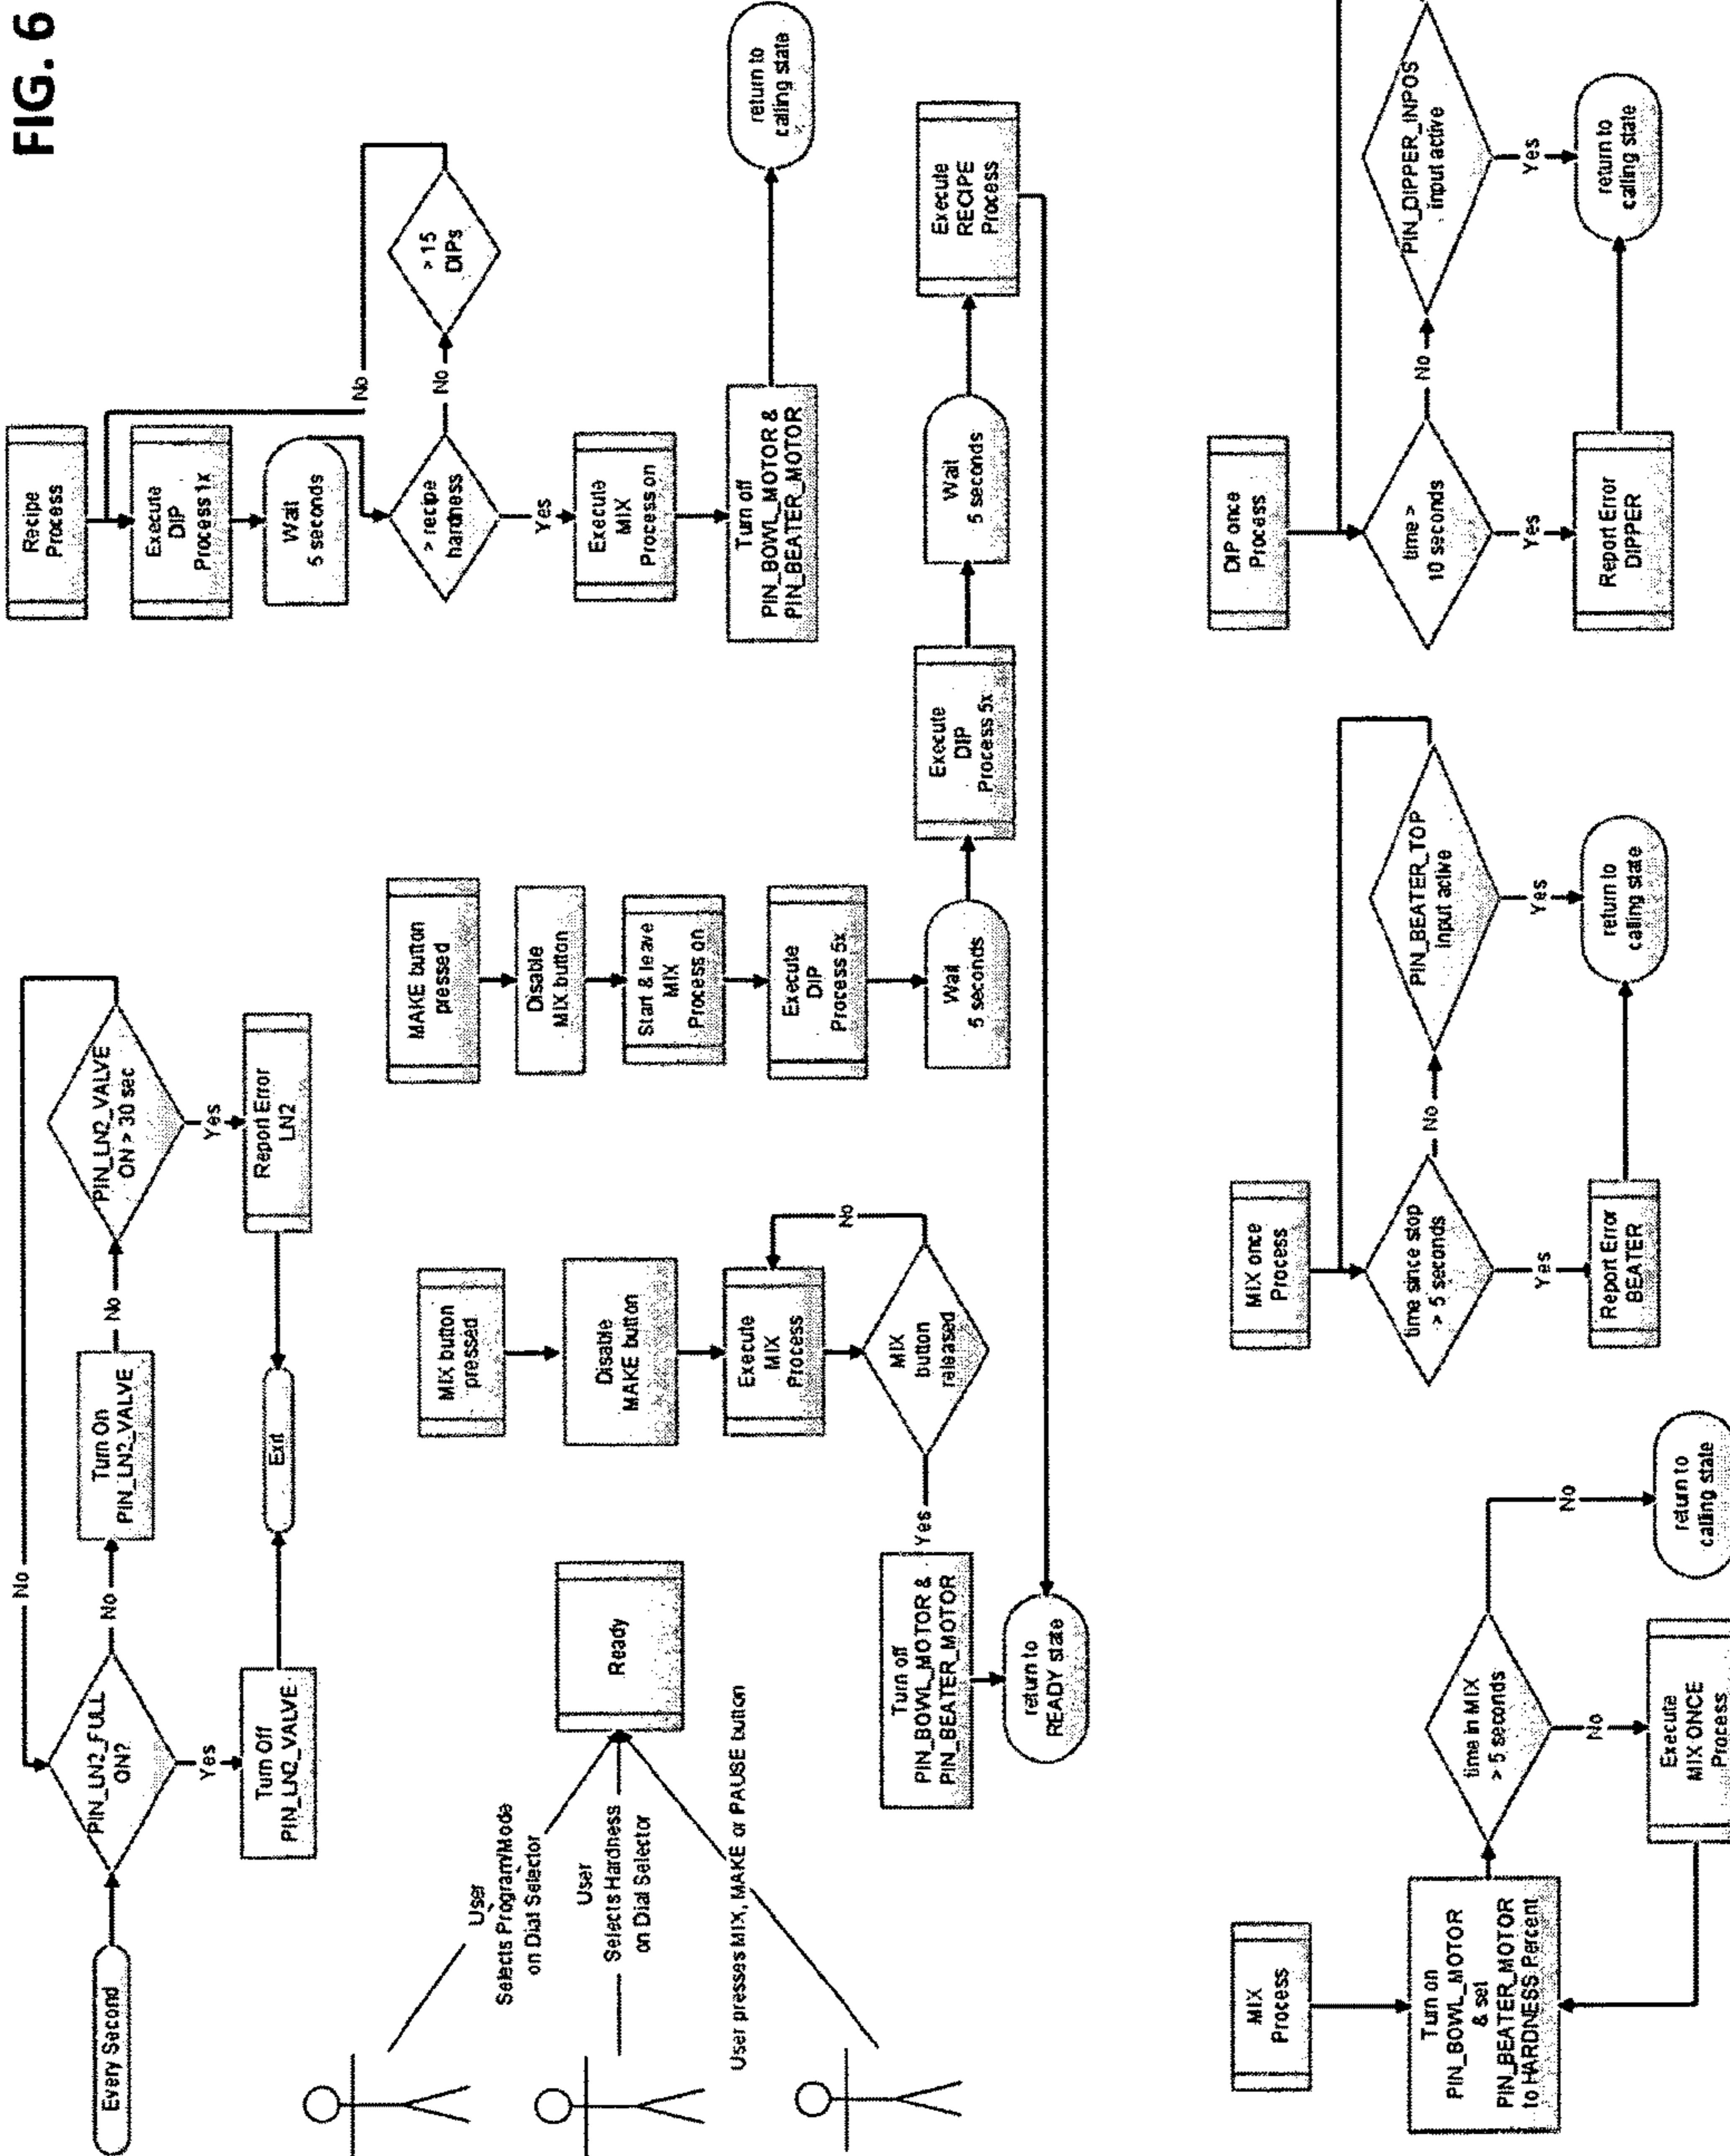 FIG. 6
Every Second
PIN_LN2_FULL
ON?
No
Yes
Turn Off
PIN_LN2_VALVE
No
Turn On
PIN_LN2_VALVE
No
PIN_LN2_VALVE
ON > 30 sec
Yes
Report Error
LN2
Exit
Recipe
Process
Execute
DIP
Process 1x
Wait
5 seconds
> recipe
hardness
No
> 15
DIPs
No
Yes
Execute
MIX
Process on
Turn off
PIN_BOWL_MOTOR &
PIN_BEATER_MOTOR
return to
calling state
User
Selects Program/Mode
on Dial Selector
User
Selects Hardness
on Dial Selector
User presses MIX, MAKE or PAUSE button
Ready
MIX button
pressed
Disable
MAKE button
Execute
MIX
Process
MIX
button
released
No
Yes
Turn off
PIN_BOWL_MOTOR &
PIN_BEATER_MOTOR
return to
READY state
MAKE button
pressed
Disable
MIX button
Start & leave
MIX
Process on
Execute
DIP
Process 5x
Wait
5 seconds
Execute
DIP
Process 5x
Wait
5 seconds
Execute
RECIPE
Process
MIX
Process
Turn on
PIN_BOWL_MOTOR
& set
PIN_BEATER_MOTOR
to HARDNESS Percent
time in MIX
> 5 seconds
No
return to
calling state
No
Execute
MIX ONCE
Process
MIX once
Process
time since stop
> 5 seconds
No
PIN_BEATER_TOP
input active
Yes
Report Error
BEATER
Yes
return to
calling state
DIP once
Process
time >
10 seconds
No
PIN_DIPPER_INPOS
input active
Yes
Report Error
DIPPER
Yes
return to
calling state